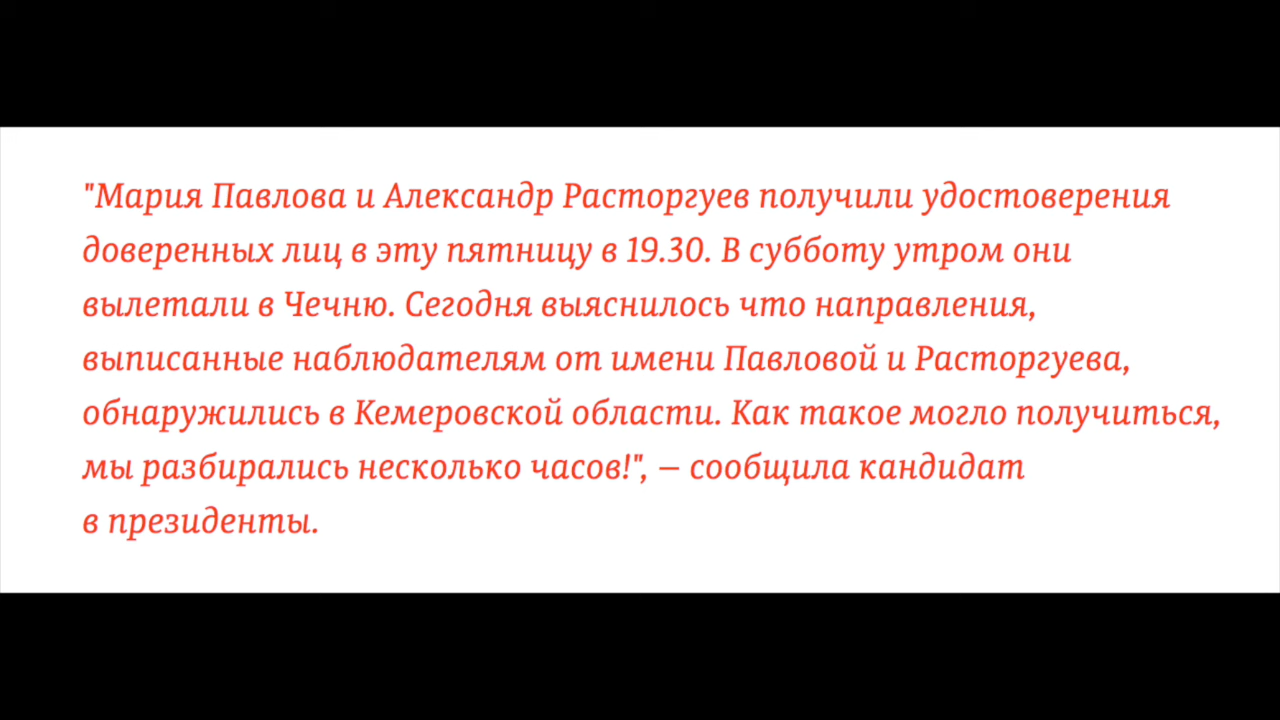 "Мария Павлова и Александр Расторгуев получили удостоверения
доверенных лиц в эту пятницу в 19.30. В субботу утром они
вылетали в Чечню. Сегодня выяснилось что направления,
выписанные наблюдателям от имени Павловой и Расторгуева,
обнаружились в Кемеровской области. Как такое могло получиться,
мы разбирались несколько часов!", – сообщила кандидат
в президенты.